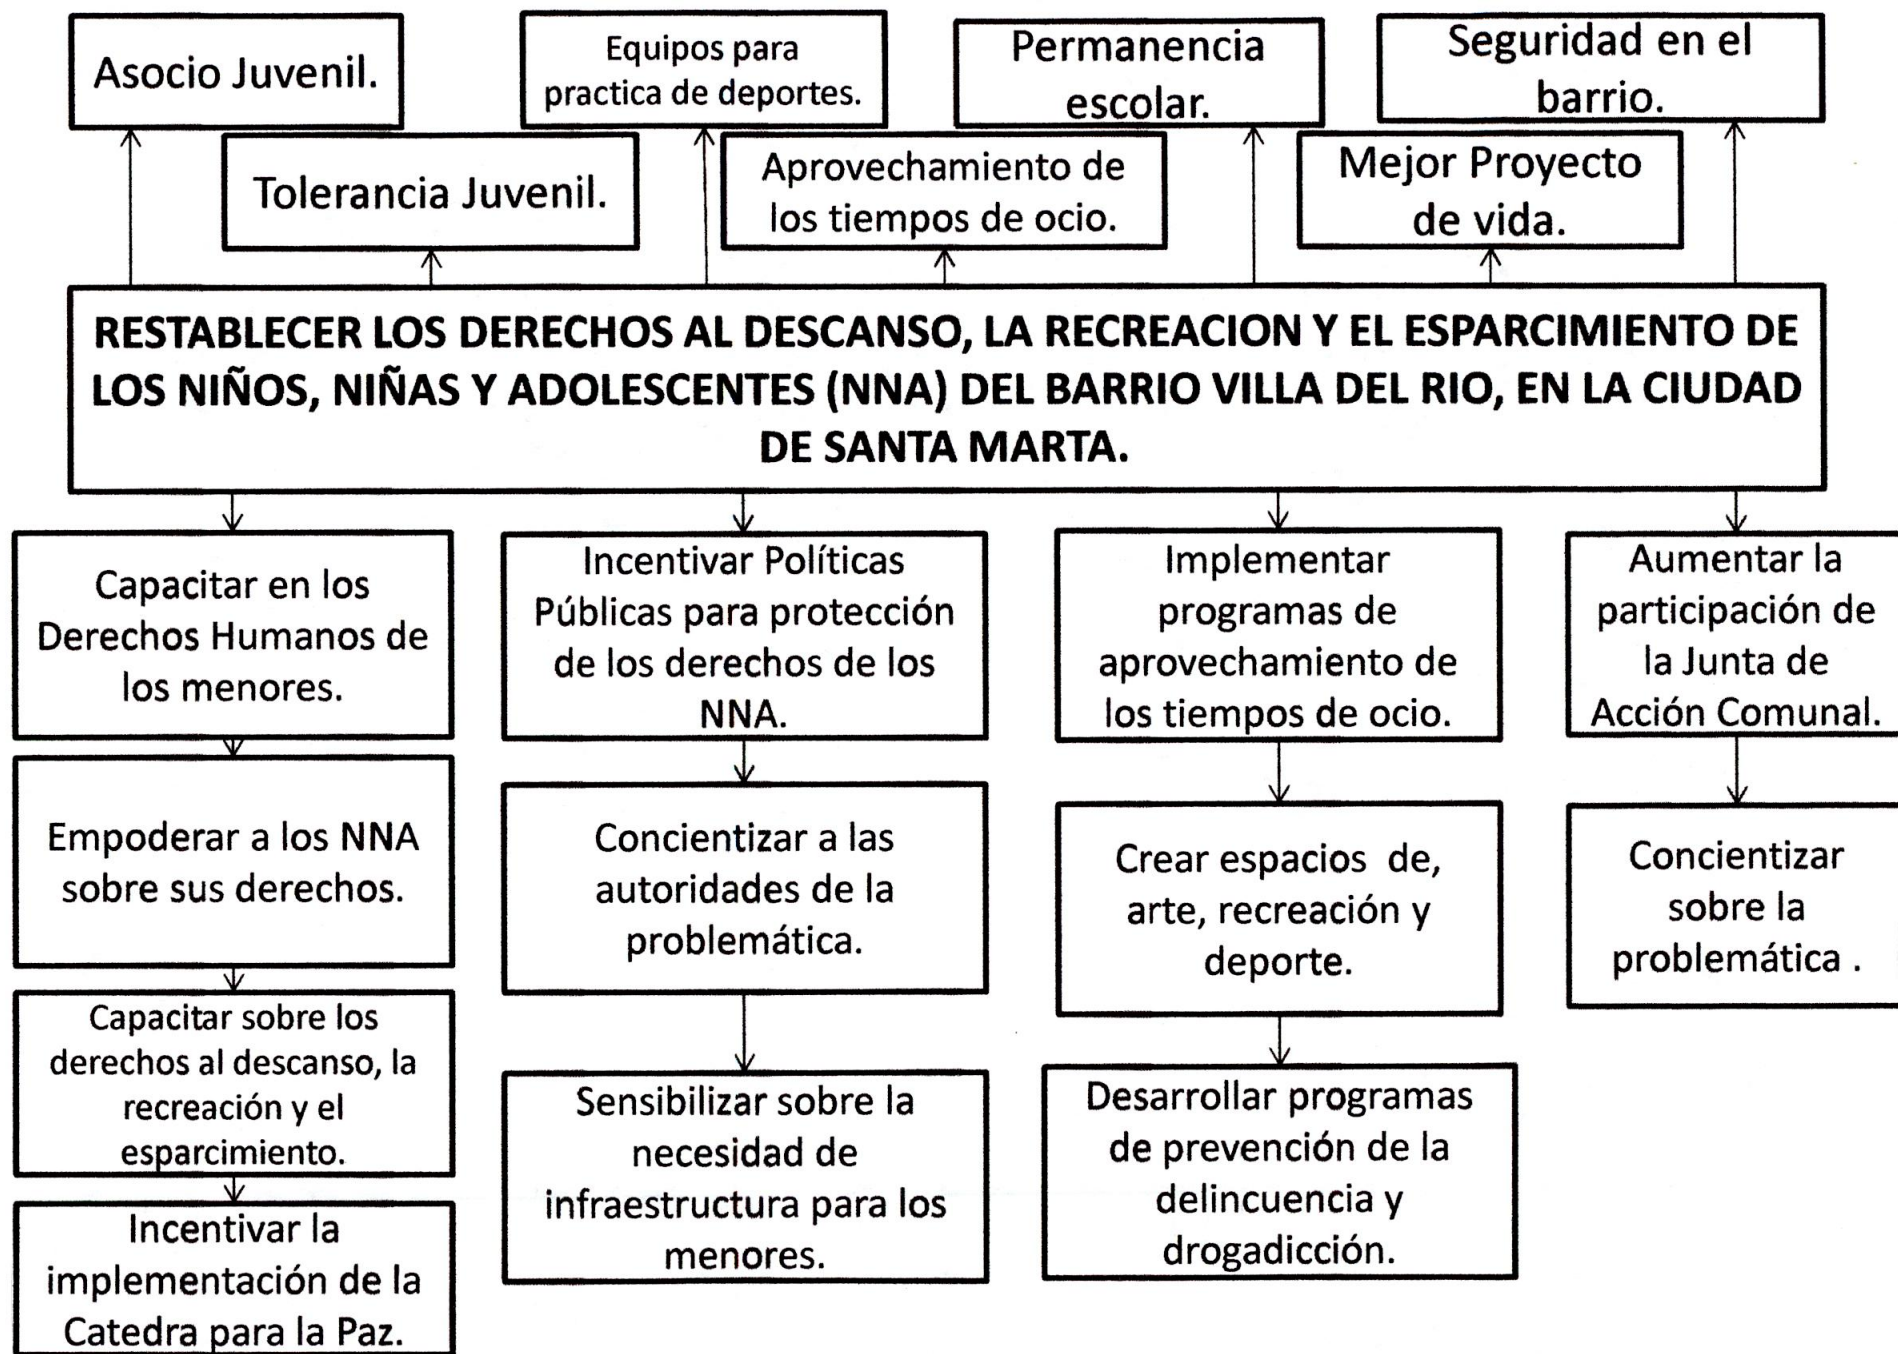 Asocio Juvenil.
Equipos para
practica de deportes.
Permanencia
escolar.
Seguridad en el
barrio.
Tolerancia Juvenil.
Aprovechamiento de
los tiempos de ocio.
Mejor Proyecto
de vida.
RESTABLECER LOS DERECHOS AL DESCANSO, LA RECREACION Y EL ESPARCIMIENTO DE
LOS NIÑOS, NIÑAS Y ADOLESCENTES (NNA) DEL BARRIO VILLA DEL RIO, EN LA CIUDAD
DE SANTA MARTA.
Capacitar en los
Derechos Humanos de
los menores.
Empoderar a los NNA
sobre sus derechos.
Capacitar sobre los
derechos al descanso, la
recreación y el
esparcimiento.
Incentivar la
implementación de la
Catedra para la Paz.
Incentivar Políticas
Públicas para protección
de los derechos de los
NNA.
Concientizar a las
autoridades de la
problemática.
Sensibilizar sobre la
necesidad de
infraestructura para los
menores.
Implementar
programas de
aprovechamiento de
los tiempos de ocio.
Crear espacios  de,
arte, recreación y
deporte.
Desarrollar programas
de prevención de la
delincuencia y
drogadicción.
Aumentar la
participación de
la Junta de
Acción Comunal.
Concientizar
sobre la
problemática .